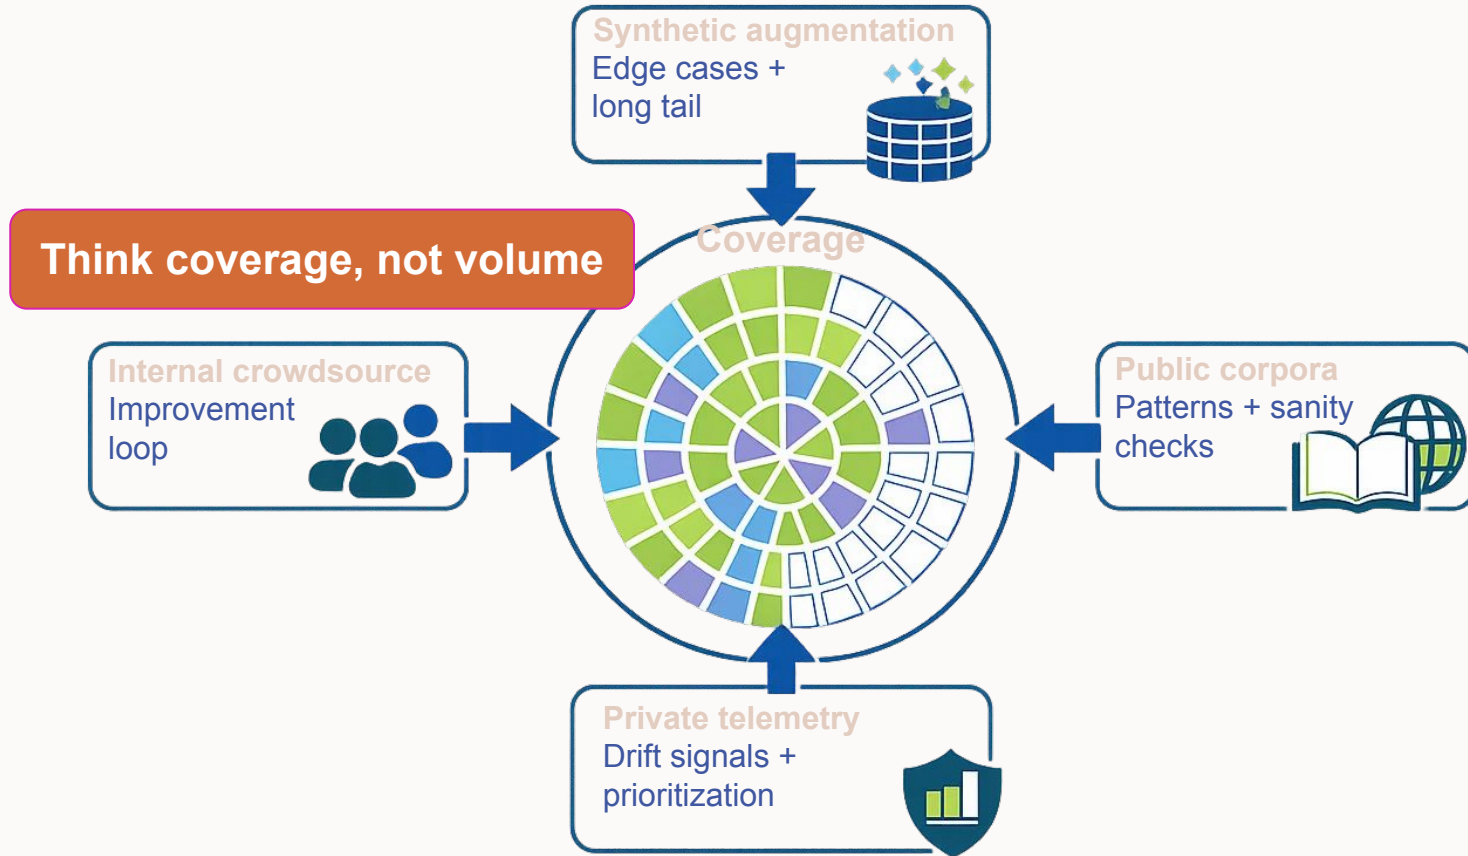 Synthetic augmentation
Edge cases +
long tail
Think coverage, not volume
Coverage
Internal crowdsource
Improvement
loop
Public corpora
Patterns + sanity
checks
Private telemetry
Drift signals +
prioritization